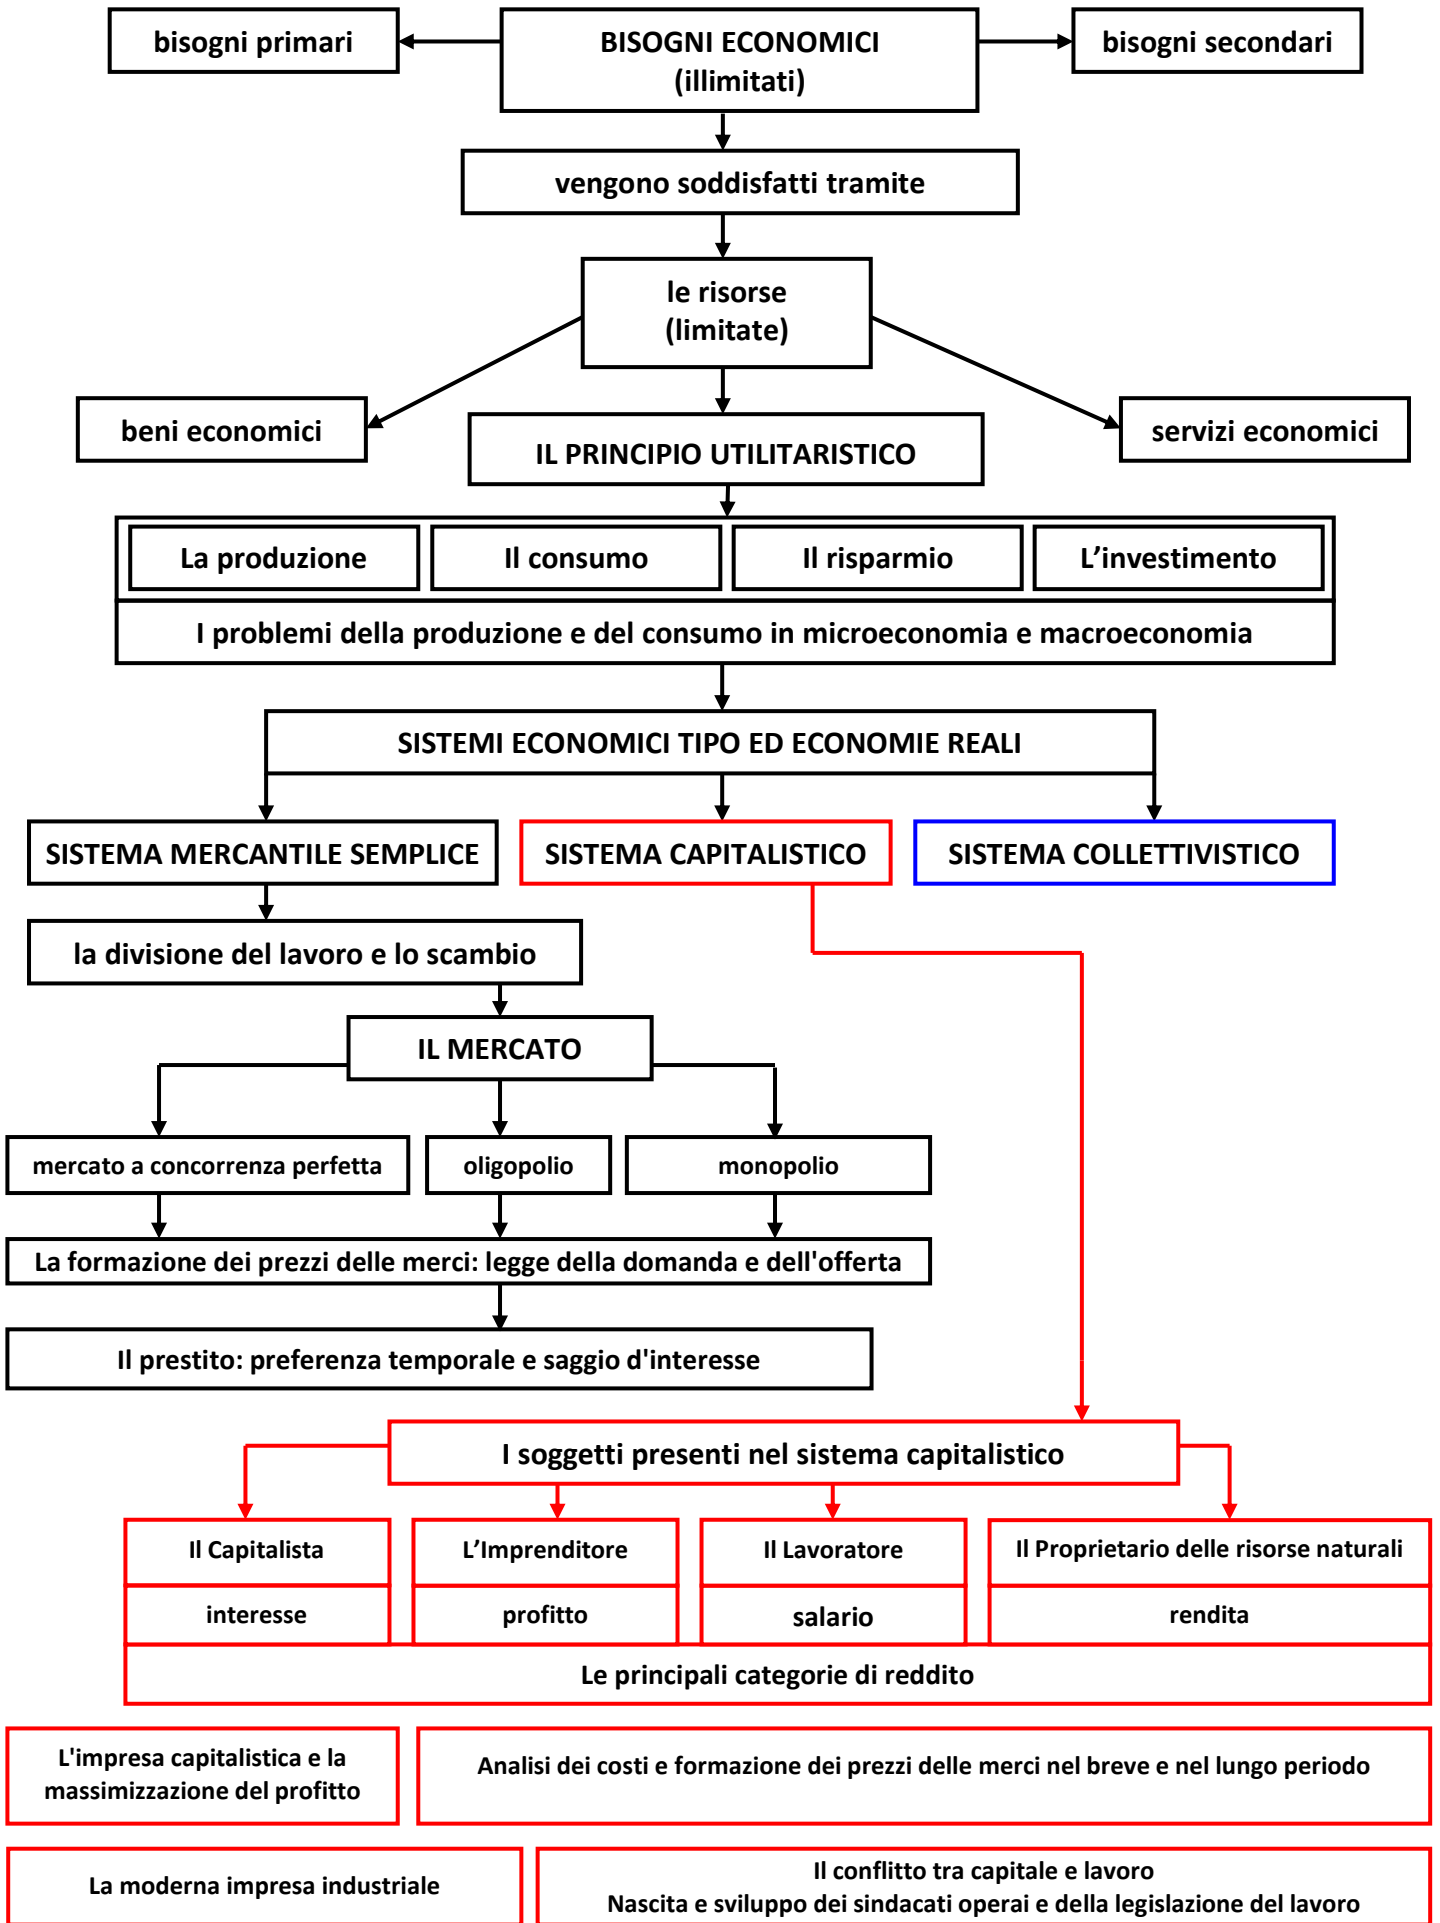 bisogni primari
BISOGNI ECONOMICI
(illimitati)
bisogni secondari
vengono soddisfatti tramite
le risorse
(limitate)
beni economici
IL PRINCIPIO UTILITARISTICO
servizi economici
La produzione
Il consumo
Il risparmio
L’investimento
I problemi della produzione e del consumo in microeconomia e macroeconomia
SISTEMI ECONOMICI TIPO ED ECONOMIE REALI
SISTEMA MERCANTILE SEMPLICE
SISTEMA CAPITALISTICO
SISTEMA COLLETTIVISTICO
la divisione del lavoro e lo scambio
IL MERCATO
mercato a concorrenza perfetta
oligopolio
monopolio
La formazione dei prezzi delle merci: legge della domanda e dell'offerta
Il prestito: preferenza temporale e saggio d'interesse
I soggetti presenti nel sistema capitalistico
Il Capitalista
L’Imprenditore
Il Lavoratore
Il Proprietario delle risorse naturali
interesse
profitto
salario
rendita
Le principali categorie di reddito
L'impresa capitalistica e la
massimizzazione del profitto
Analisi dei costi e formazione dei prezzi delle merci nel breve e nel lungo periodo
La moderna impresa industriale
Il conflitto tra capitale e lavoro
Nascita e sviluppo dei sindacati operai e della legislazione del lavoro